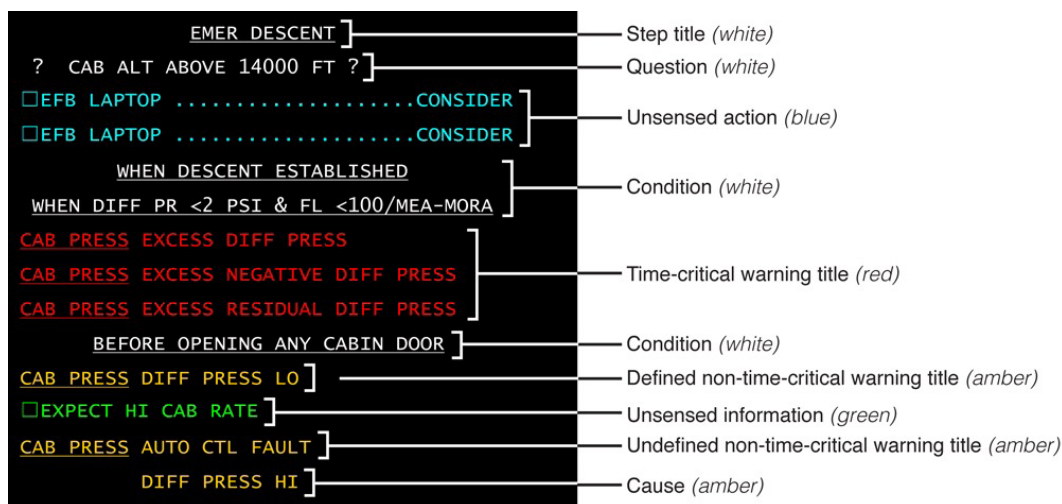 EMER DESCENT
Step title (white)
? CAB ALT ABOVE 14000 FT ?
Question (white)
□EFB LAPTOP ....................CONSIDER
□EFB LAPTOP ....................CONSIDER
Unsensed action (blue)
WHEN DESCENT ESTABLISHED
WHEN DIFF PR <2 PSI & FL <100/MEA-MORA
Condition (white)
CAB PRESS EXCESS DIFF PRESS
CAB PRESS EXCESS NEGATIVE DIFF PRESS
CAB PRESS EXCESS RESIDUAL DIFF PRESS
Time-critical warning title (red)
BEFORE OPENING ANY CABIN DOOR
Condition (white)
CAB PRESS DIFF PRESS LO
Defined non-time-critical warning title (amber)
□EXPECT HI CAB RATE
Unsensed information (green)
CAB PRESS AUTO CTL FAULT
Undefined non-time-critical warning title (amber)
DIFF PRESS HI
Cause (amber)